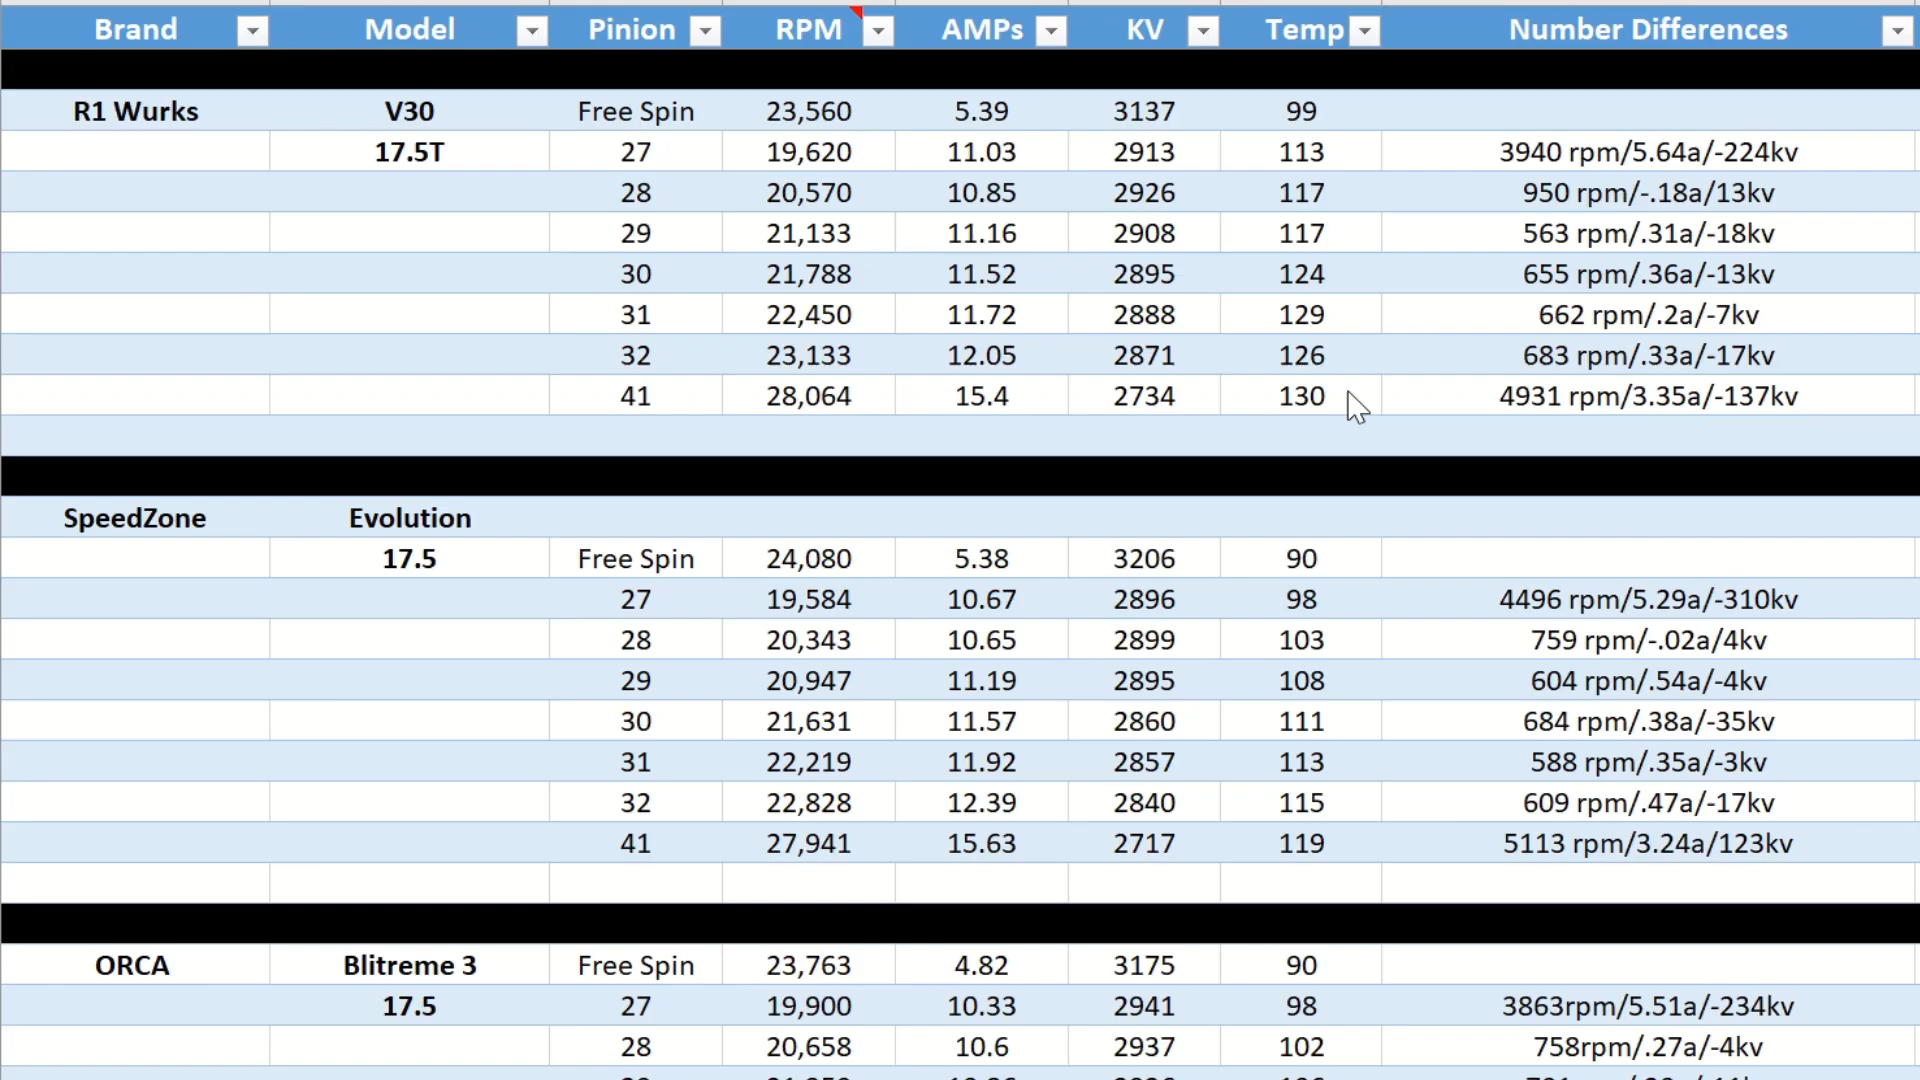 Brand Model Pinion RPM AMPs KV Temp Number Differences
R1 Wurks V30 Free Spin 23,560 5.39 3137 99
17.5T 27 19,620 11.03 2913 113 3940 rpm/5.64a/-224kv
28 20,570 10.85 2926 117 950 rpm/-.18a/13kv
29 21,133 11.16 2908 117 563 rpm/.31a/-18kv
30 21,788 11.52 2895 124 655 rpm/.36a/-13kv
31 22,450 11.72 2888 129 662 rpm/.2a/-7kv
32 23,133 12.05 2871 126 683 rpm/.33a/-17kv
41 28,064 15.4 2734 130 4931 rpm/3.35a/-137kv
SpeedZone Evolution
17.5 Free Spin 24,080 5.38 3206 90
27 19,584 10.67 2896 98 4496 rpm/5.29a/-310kv
28 20,343 10.65 2899 103 759 rpm/-.02a/4kv
29 20,947 11.19 2895 108 604 rpm/.54a/-4kv
30 21,631 11.57 2860 111 684 rpm/.38a/-35kv
31 22,219 11.92 2857 113 588 rpm/.35a/-3kv
32 22,828 12.39 2840 115 609 rpm/.47a/-17kv
41 27,941 15.63 2717 119 5113 rpm/3.24a/123kv
ORCA Blitreme 3 Free Spin 23,763 4.82 3175 90
17.5 27 19,900 10.33 2941 98 3863rpm/5.51a/-234kv
28 20,658 10.6 2937 102 758rpm/.27a/-4kv